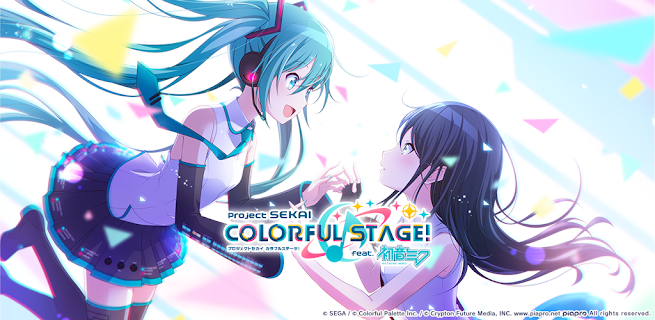 Project SEKAI
COLORFUL STAGE!
プロジェクトセカイ カラフルステージ!
feat. 初音ミク
HATSUNE MIKU
© SEGA / © Colorful Palette Inc. / © Crypton Future Media, INC. www.piapro.net piapro All rights reserved.